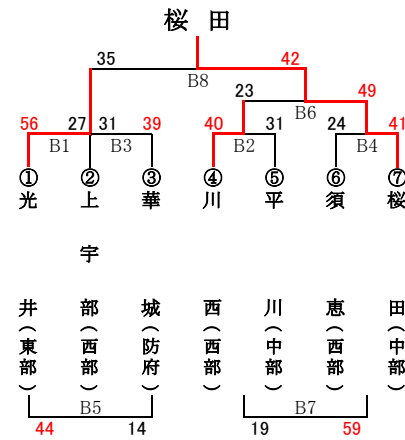 桜田
35 42
B8
23 49
B6
56 27 31 39 40 31 24 41
B1 B3 B2 B4
① ② ③ ④ ⑤ ⑥ ⑦
光井(東部)
上宇部(西部)
華城(防府)
川西(西部)
平川(中部)
須恵(西部)
桜田(中部)
B5 B7
44 14 19 59